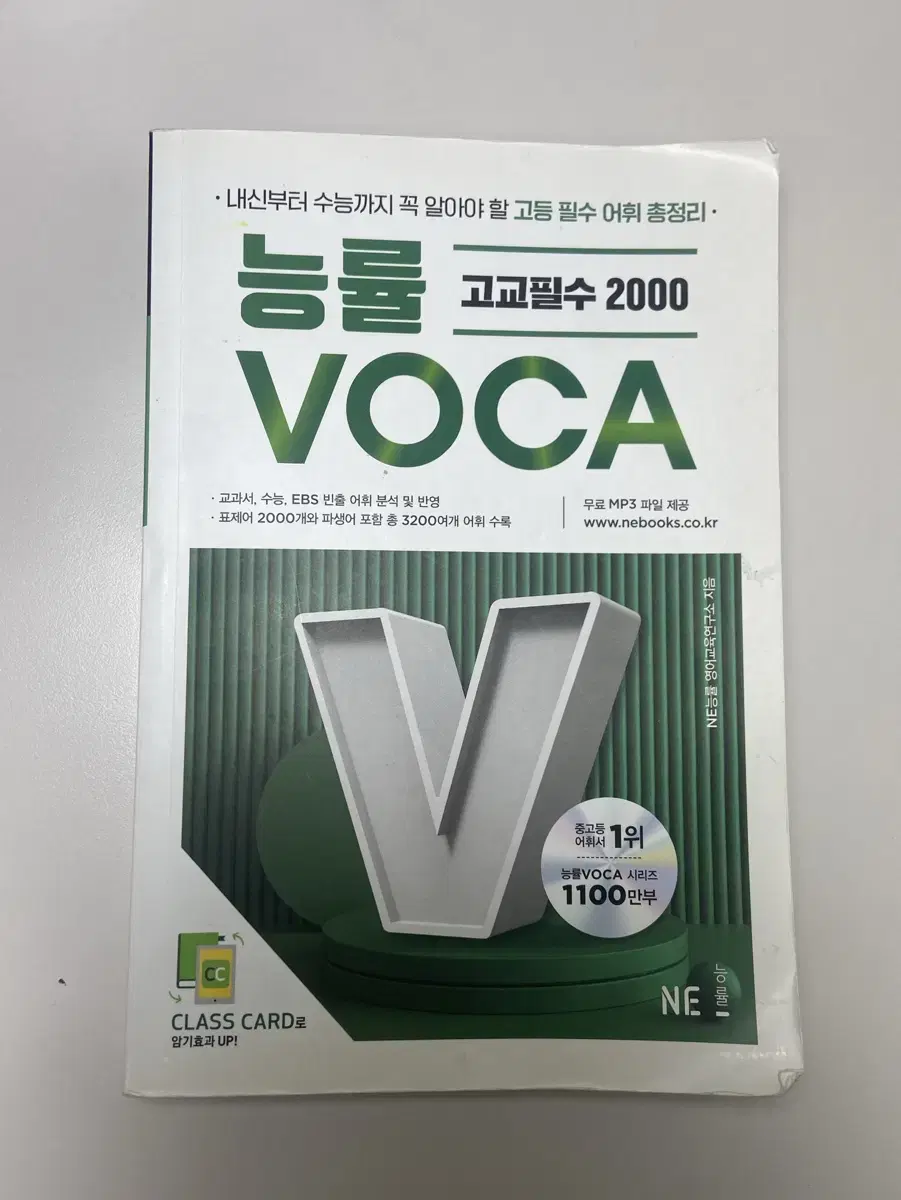 · 내신부터 수능까지 꼭 알아야 할 고등 필수 어휘 총정리 ·
능률
고교필수 2000
VOCA
· 교과서, 수능, EBS 빈출 어휘 분석 및 반영
· 표제어 2000개와 파생어 포함 총 3200여개 어휘 수록
무료 MP3 파일 제공
www.nebooks.co.kr
NE능률 영어교육연구소 지음
V
중고등
어휘서 1위
능률VOCA 시리즈
1100만부
CC
CLASS CARD로
암기효과 UP!
NE 능률